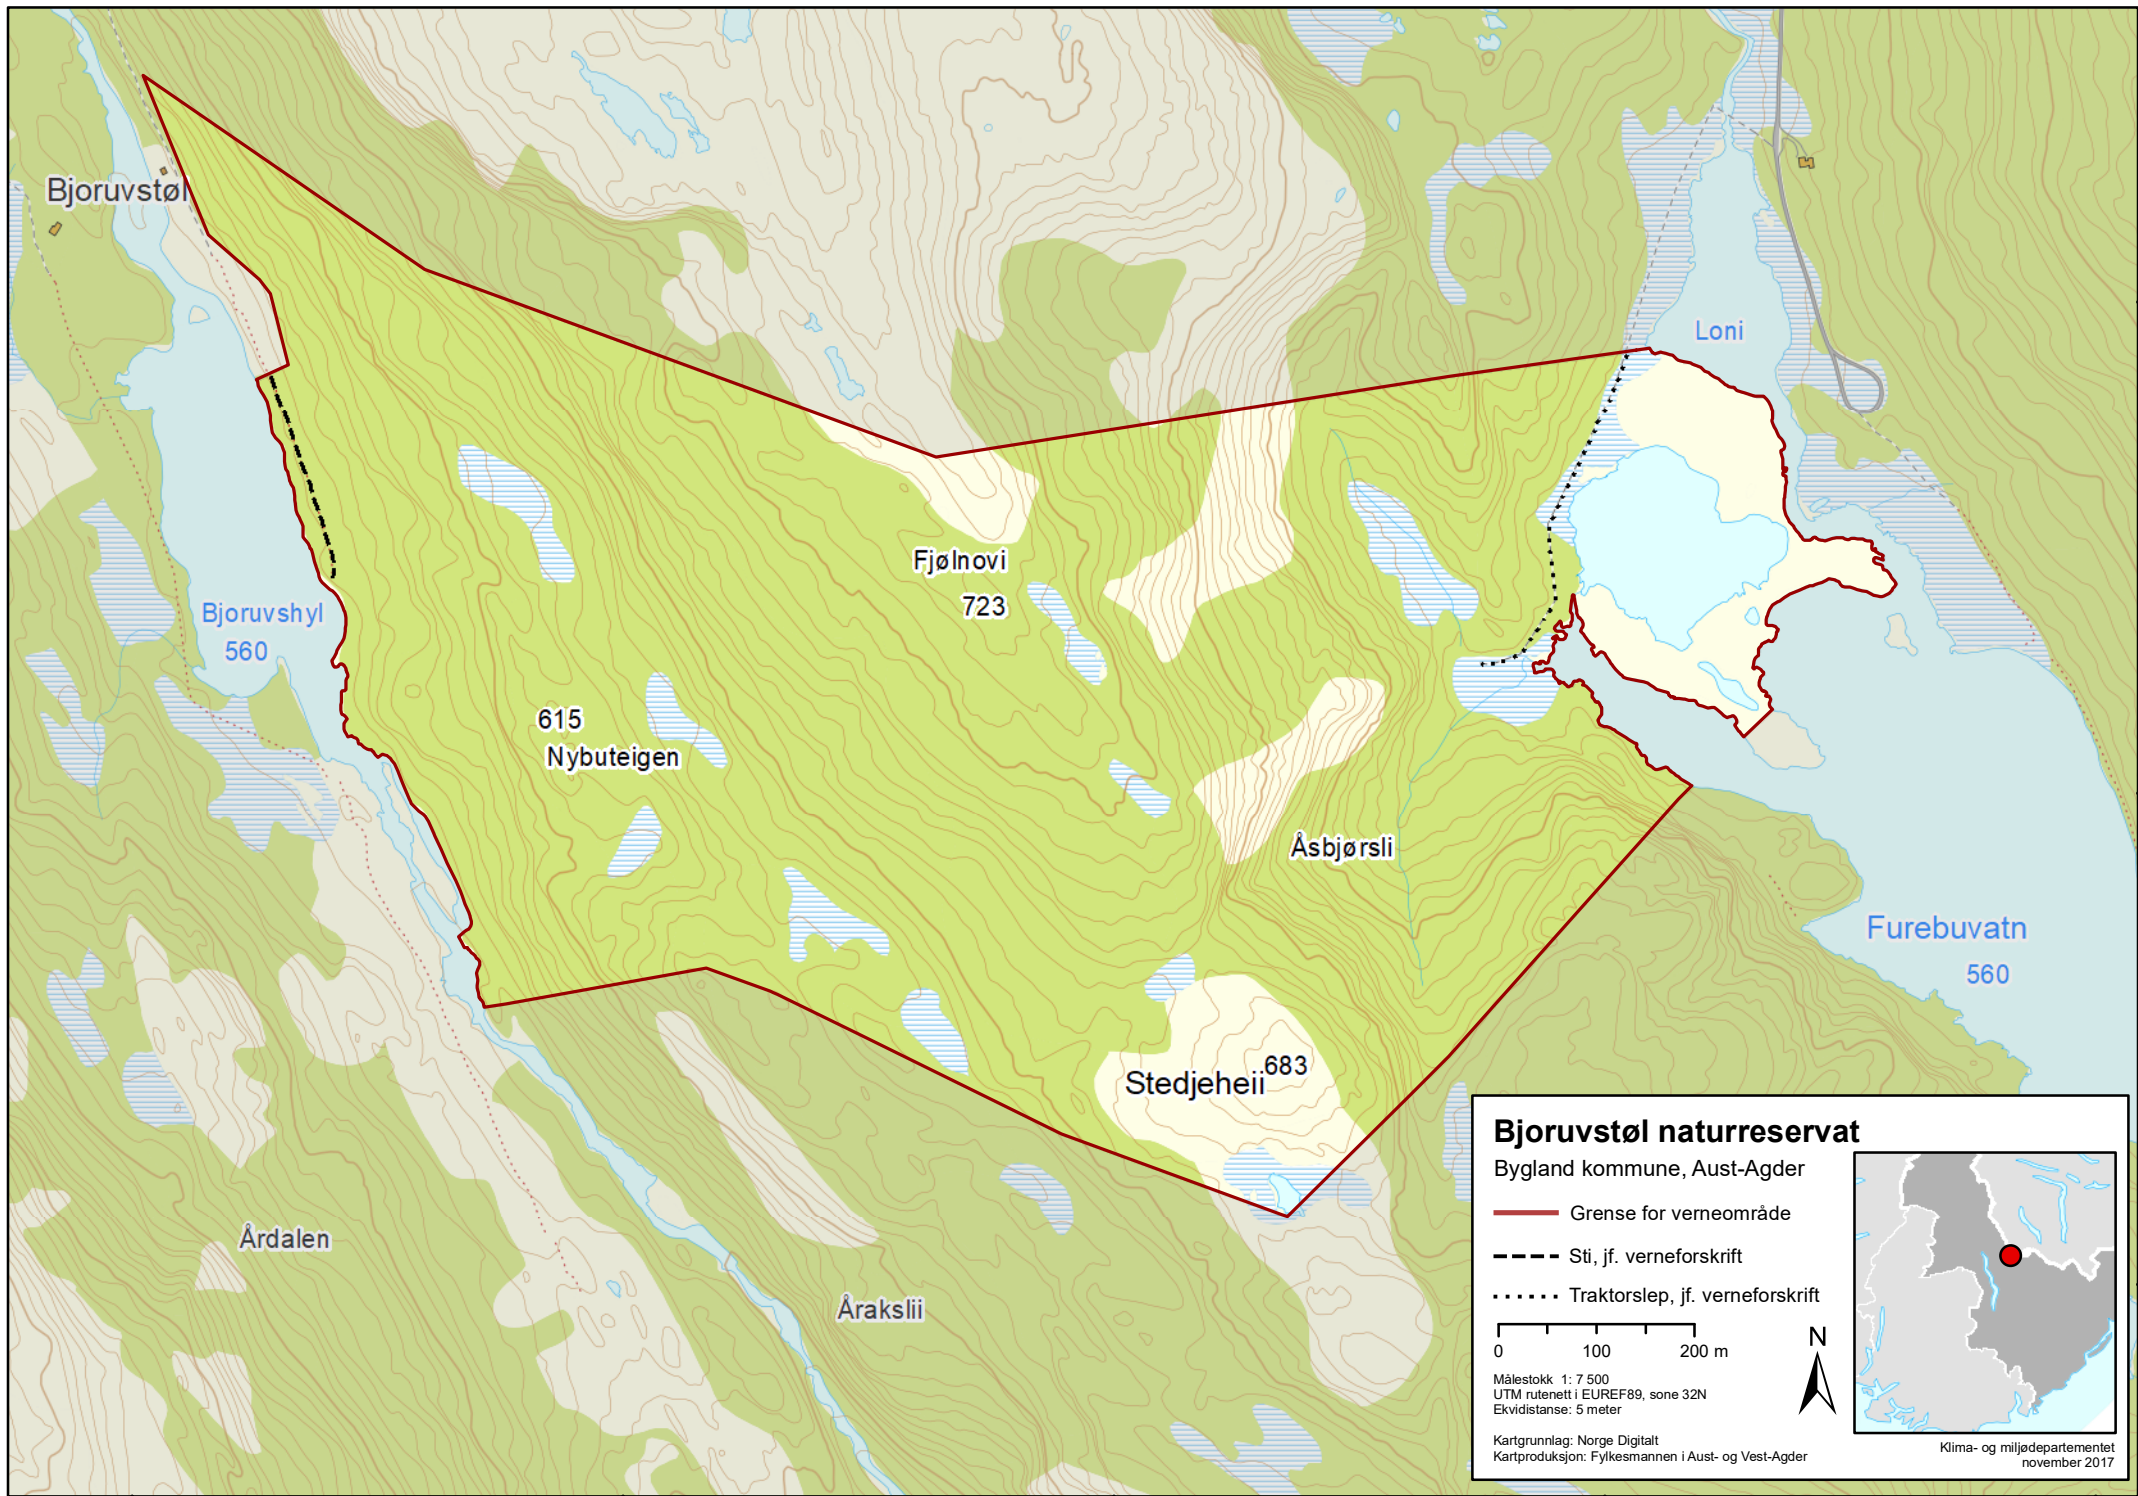 Bjoruvstøl
Loni
Fjølnovi
723
Bjoruvshyl
560
615
Nybuteigen
Åsbjørsli
Furebuvatn
560
683
Stedjeheii
Årdalen
Årakslii
Bjoruvstøl naturreservat
Bygland kommune, Aust-Agder
Grense for verneområde
Sti, jf. verneforskrift
Traktorslep, jf. verneforskrift
0 100 200 m
N
Målestokk 1: 7 500
UTM rutenett i EUREF89, sone 32N
Ekvidistanse: 5 meter
Kartgrunnlag: Norge Digitalt
Kartproduksjon: Fylkesmannen i Aust- og Vest-Agder
Klima- og miljødepartementet
november 2017